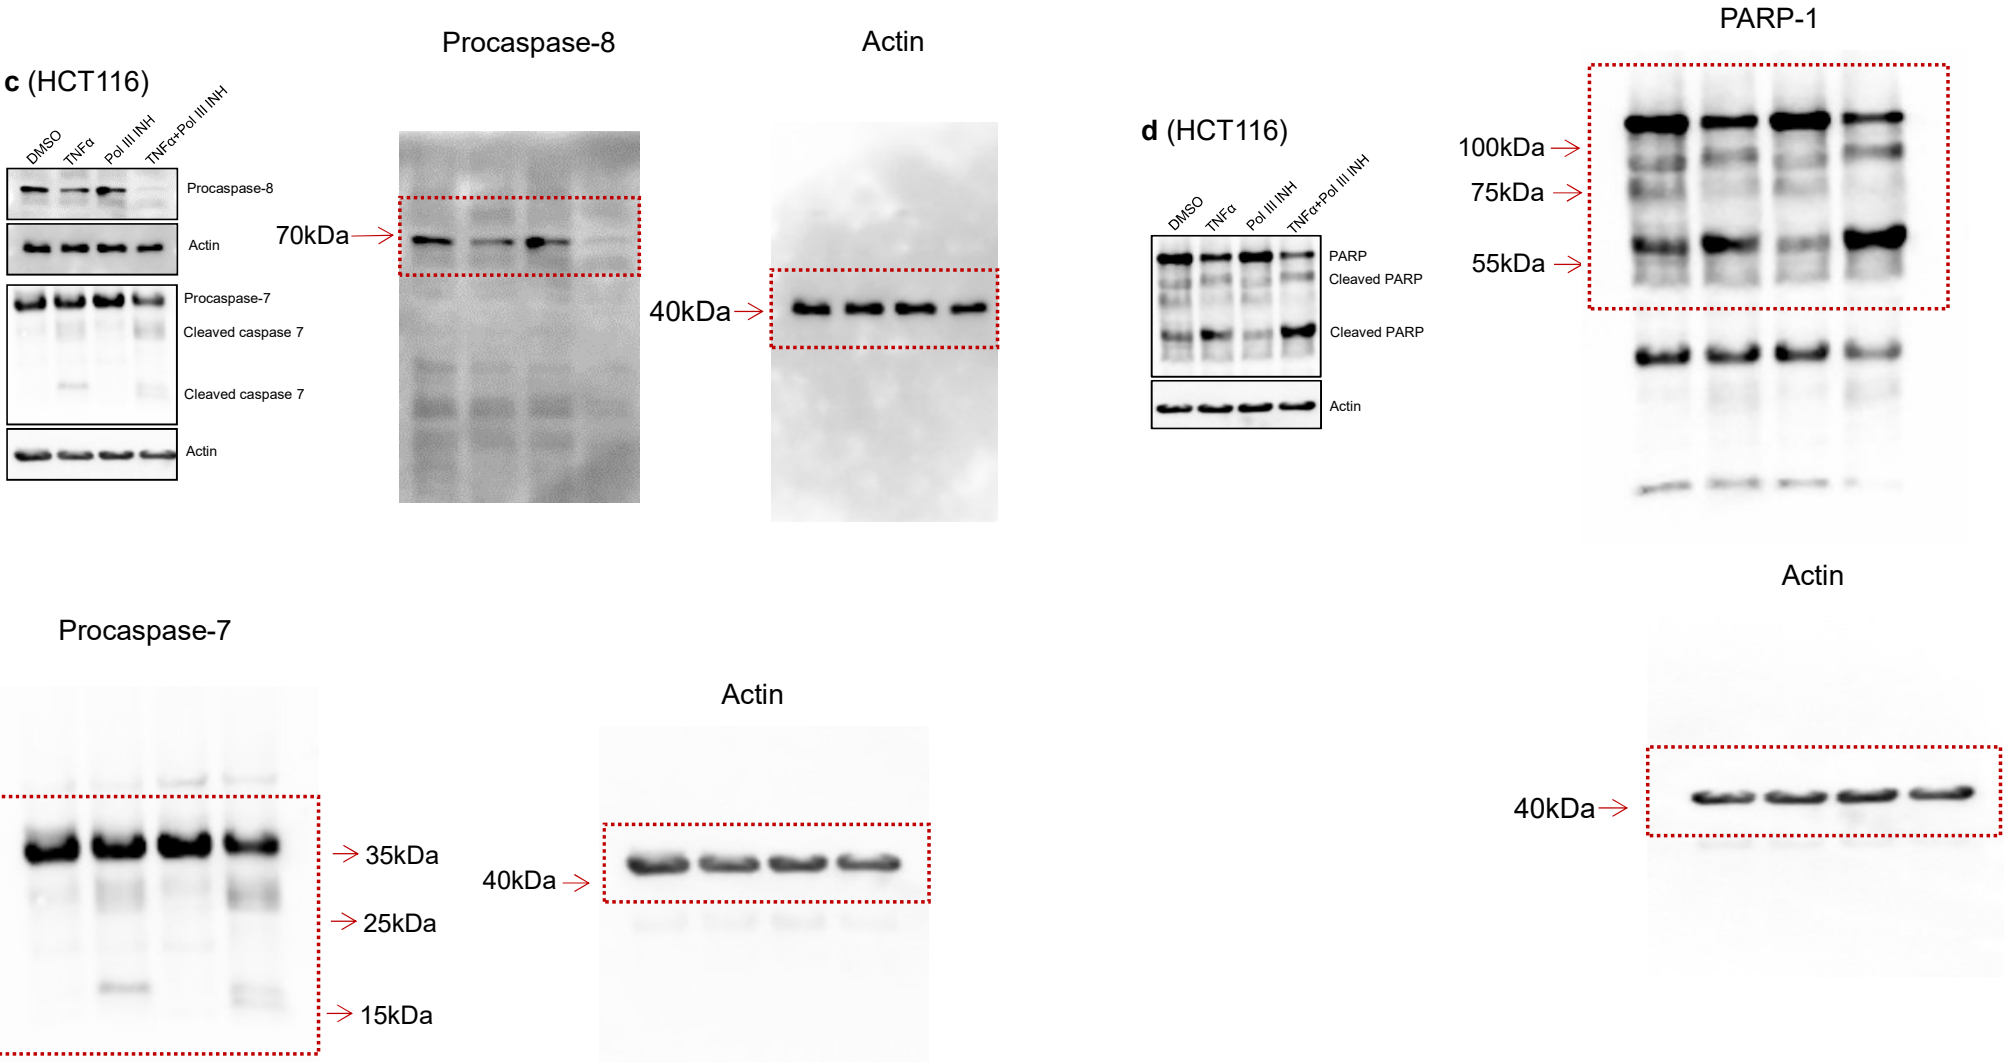 c (HCT116)
Procaspase-8
Actin
DMSO
TNFα
Pol III INH
TNFα+Pol III INH
Procaspase-8
Actin
Procaspase-7
Cleaved caspase 7
Cleaved caspase 7
Actin
70kDa
40kDa
d (HCT116)
PARP-1
DMSO
TNFα
Pol III INH
TNFα+Pol III INH
PARP
Cleaved PARP
Cleaved PARP
Actin
100kDa
75kDa
55kDa
Procaspase-7
35kDa
25kDa
15kDa
Actin
40kDa
Actin
40kDa